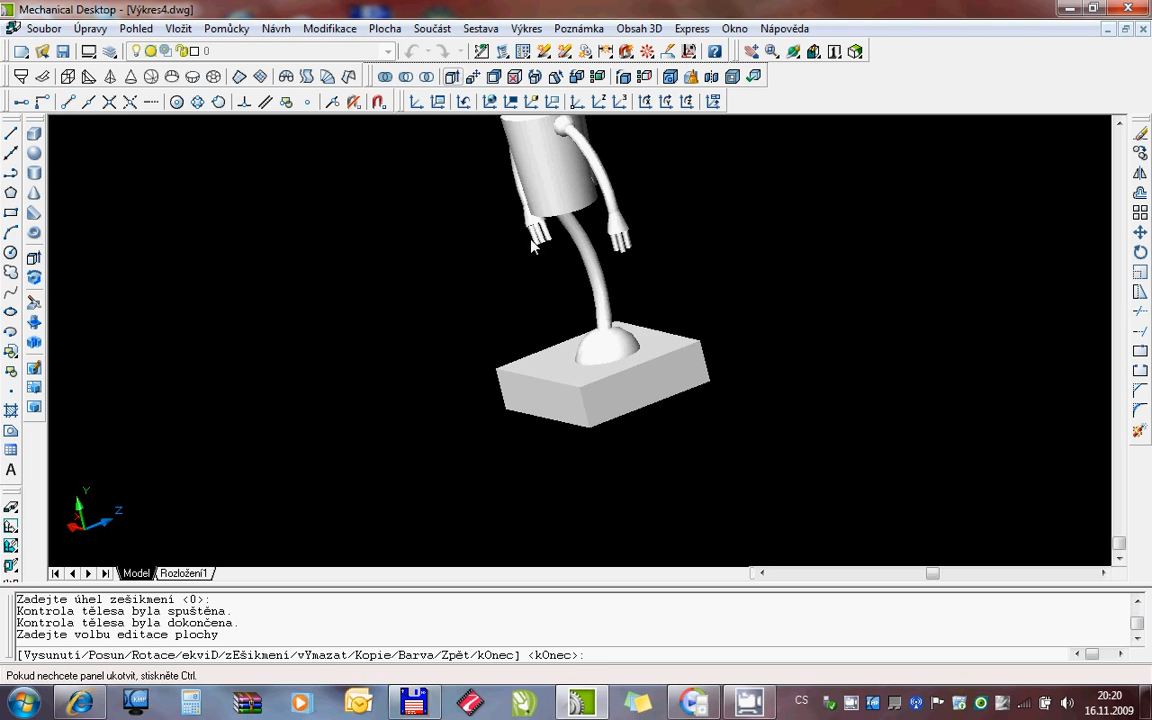 Mechanical Desktop - [Výkres4.dwg]
Soubor Úpravy Pohled Vložit Pomůcky Návrh Modifikace Plocha Součást Sestava Výkres Poznámka Obsah 3D Express Okno Nápověda
0
A
Y
X
Z
Model Rozložení1
Zadejte úhel zešikmení <0>:
Kontrola tělesa byla spuštěna.
Kontrola tělesa byla dokončena.
Zadejte volbu editace plochy
[Vysunutí/Posun/Rotace/ekviD/zEšikmení/vYmazat/Kopie/Barva/Zpět/kOnec] <kOnec>:
Pokud nechcete panel ukotvit, stiskněte Ctrl.
KMP
CS
20:20
16.11.2009